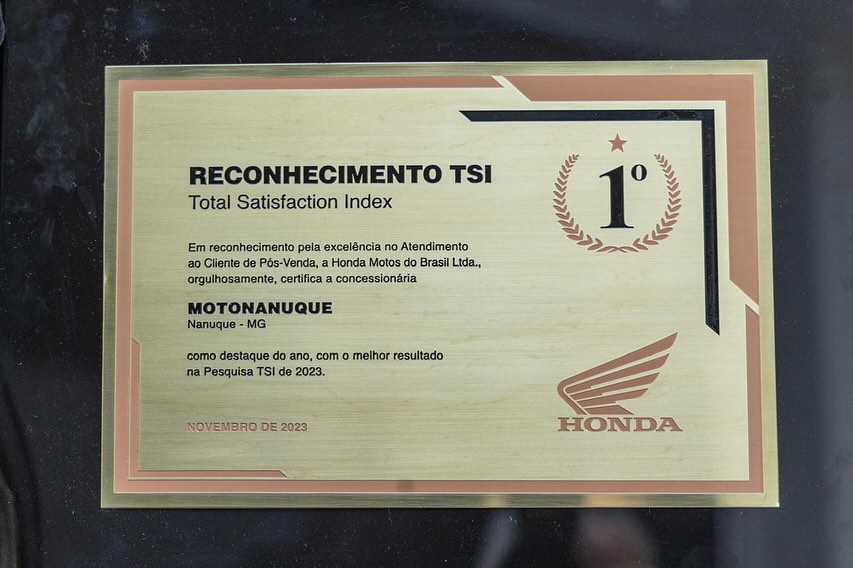 RECONHECIMENTO TSI
Total Satisfaction Index
1º
Em reconhecimento pela excelência no Atendimento
ao Cliente de Pós-Venda, a Honda Motos do Brasil Ltda.,
orgulhosamente, certifica a concessionária
MOTONANUQUE
Nanuque - MG
como destaque do ano, com o melhor resultado
na Pesquisa TSI de 2023.
NOVEMBRO DE 2023
HONDA